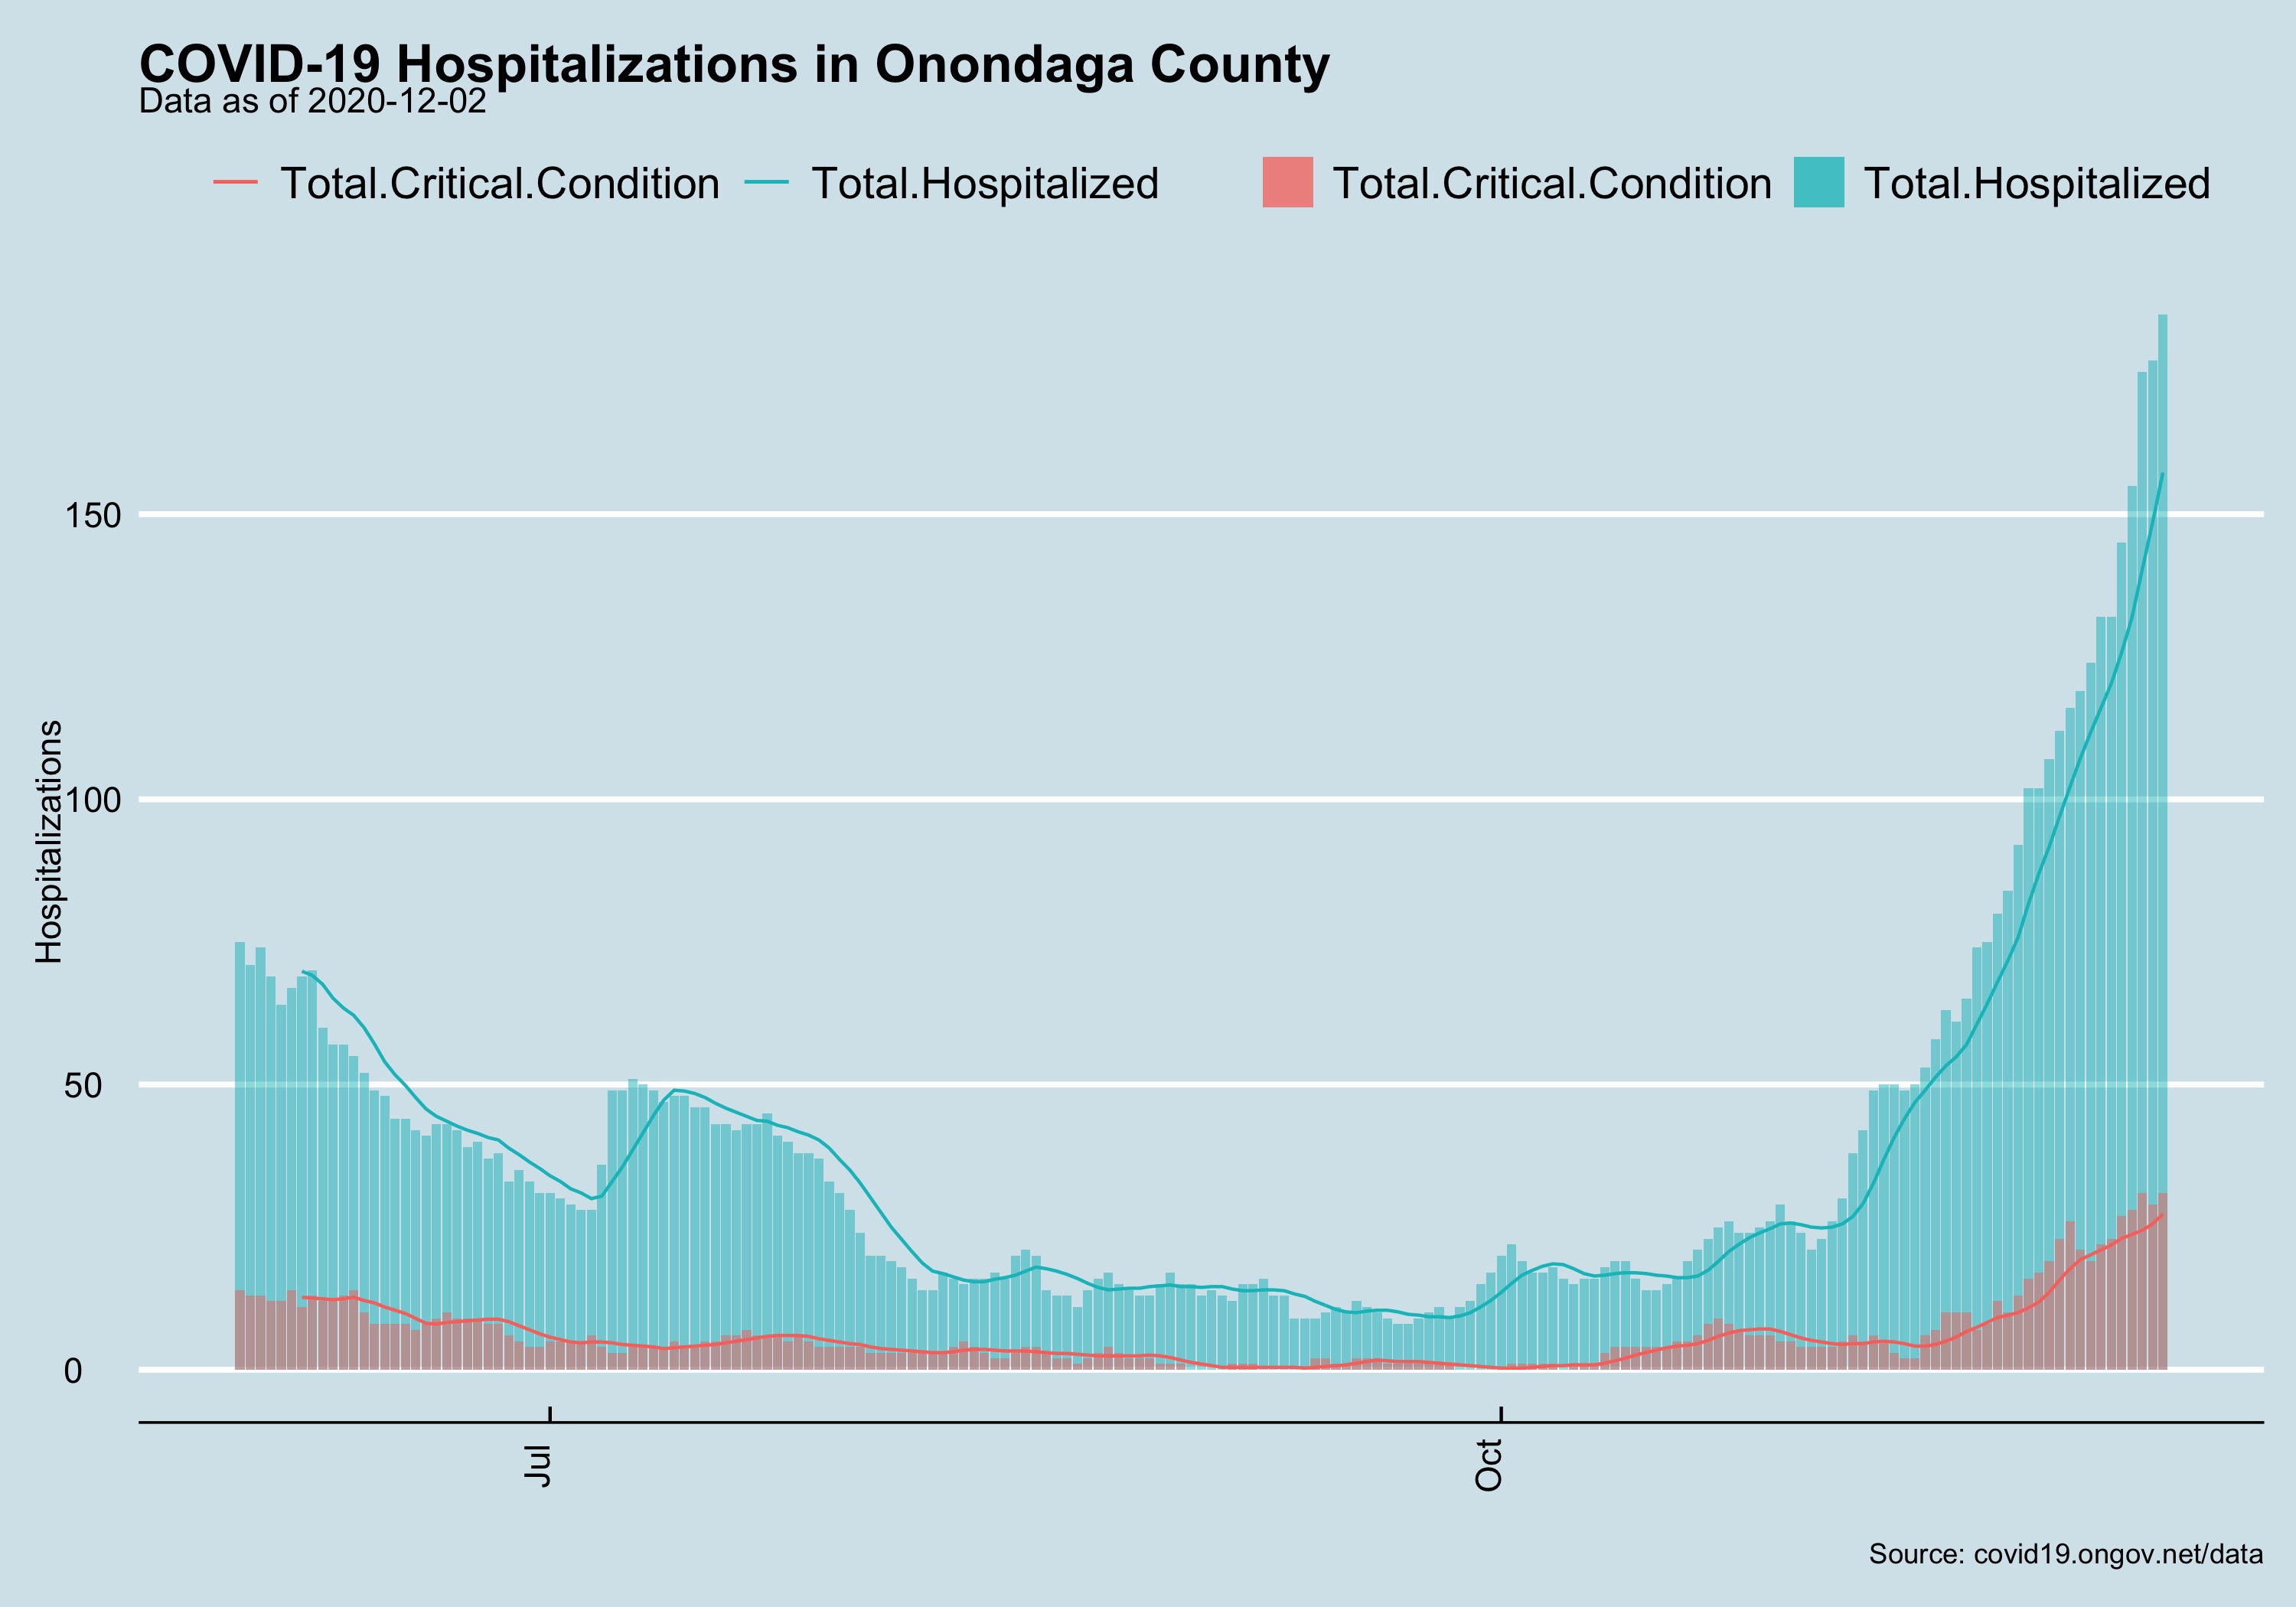 COVID-19 Hospitalizations in Onondaga County
Data as of 2020-12-02
Total.Critical.Condition Total.Hospitalized Total.Critical.Condition Total.Hospitalized
Hospitalizations
150
100
50
0
Jul Oct
Source: covid19.ongov.net/data